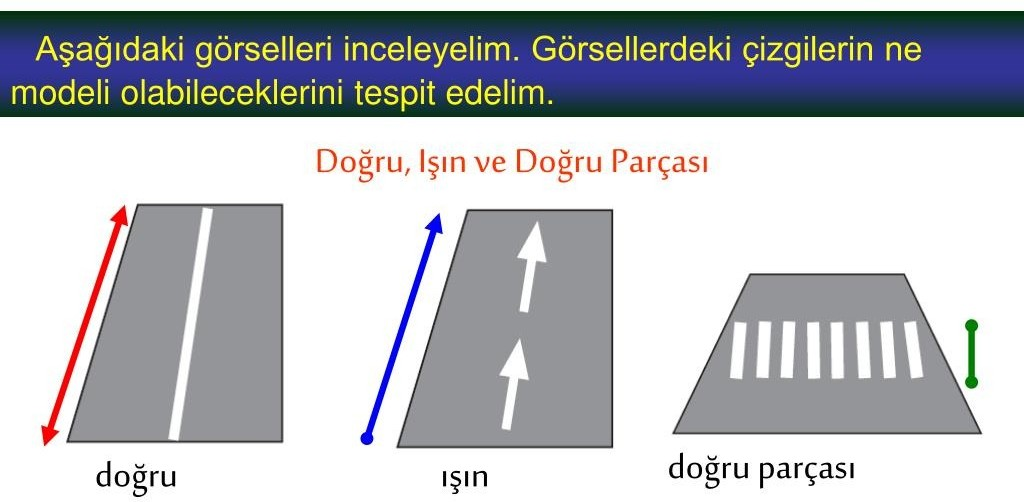 Aşağıdaki görselleri inceleyelim. Görsellerdeki çizgilerin ne
modeli olabileceklerini tespit edelim.
Doğru, Işın ve Doğru Parçası
doğru
ışın
doğru parçası